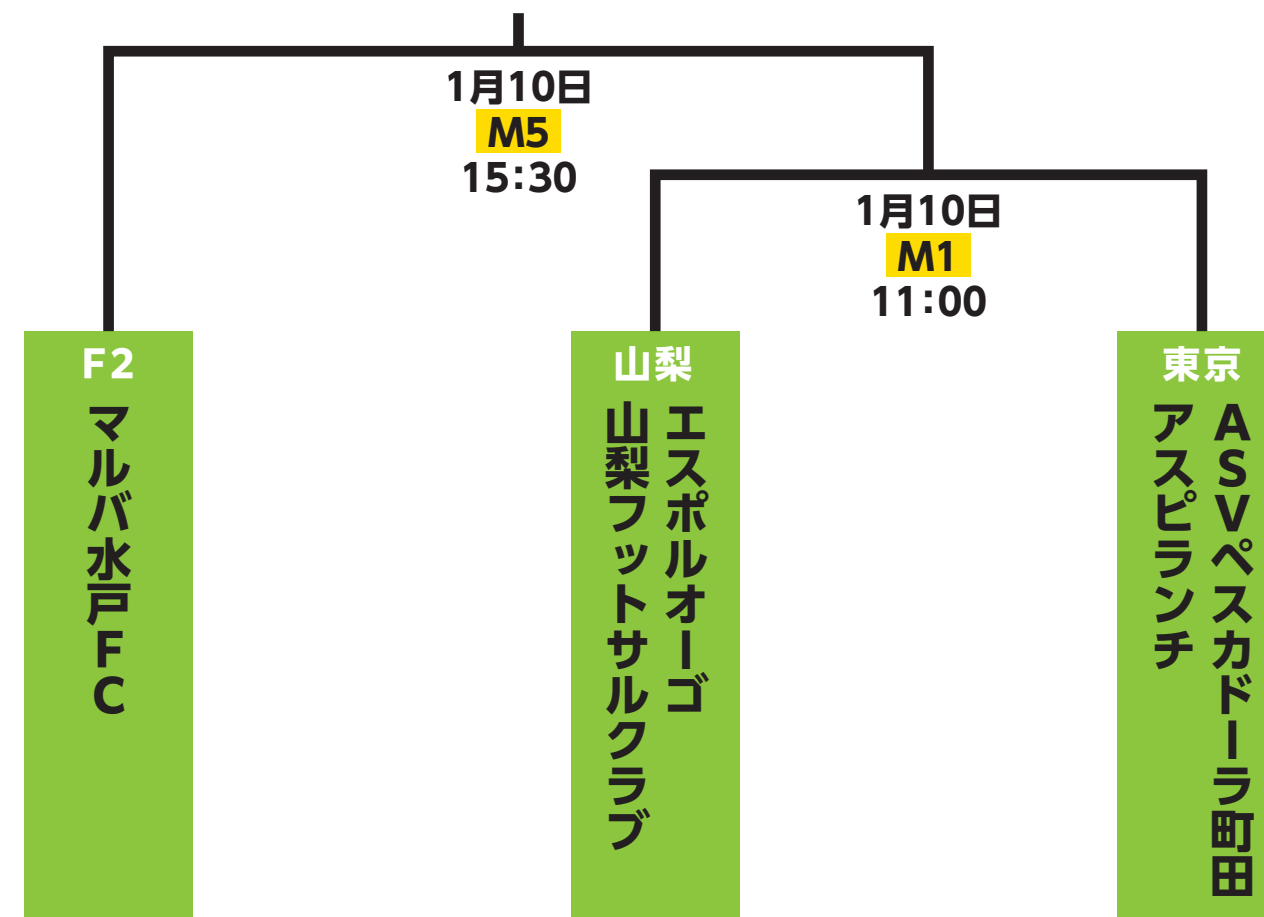 1月10日
M5
15:30
1月10日
M1
11:00
F2
マルバ水戸FC
山梨
エスポルオーゴ
山梨フットサルクラブ
東京
ASVペスカドーラ町田
アスピランチ